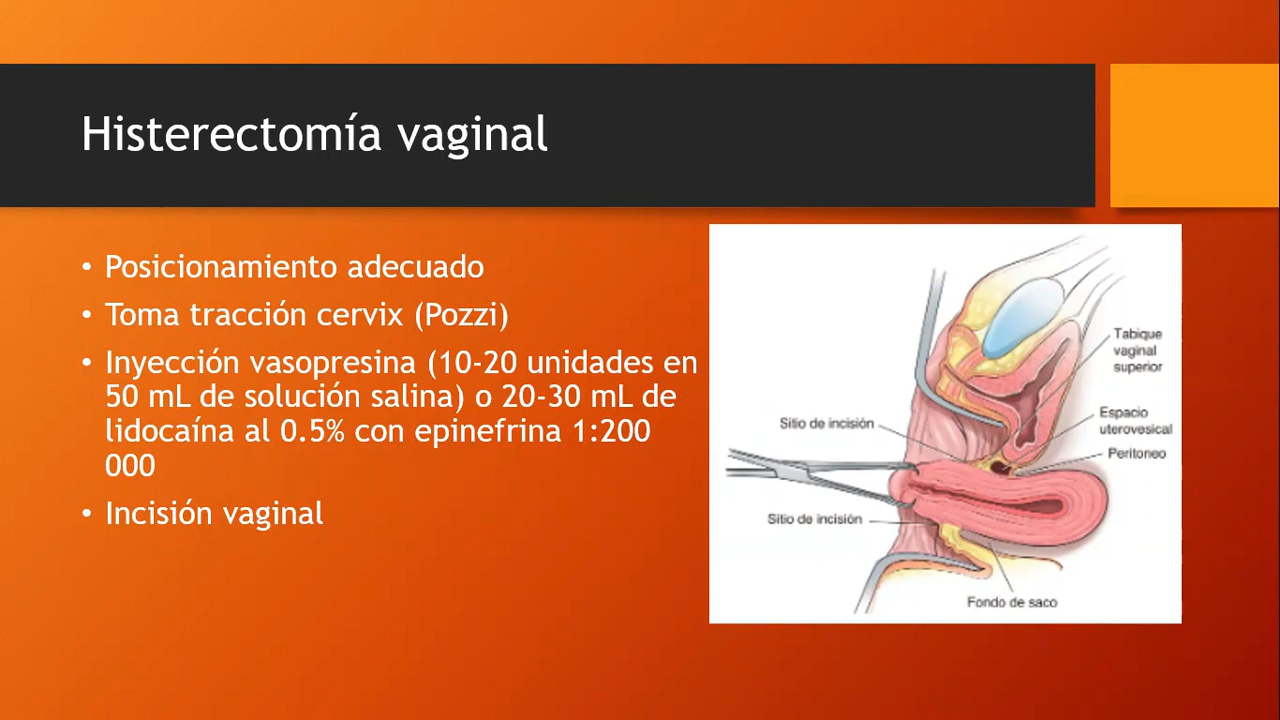 Histerectomía vaginal
• Posicionamiento adecuado
• Toma tracción cervix (Pozzi)
• Inyección vasopresina (10-20 unidades en
50 mL de solución salina) o 20-30 mL de
lidocaína al 0.5% con epinefrina 1:200
000
• Incisión vaginal
Tabique
vaginal
superior
Sitio de incisión
Espacio
uterovesical
Peritoneo
Sitio de incisión
Fondo de saco